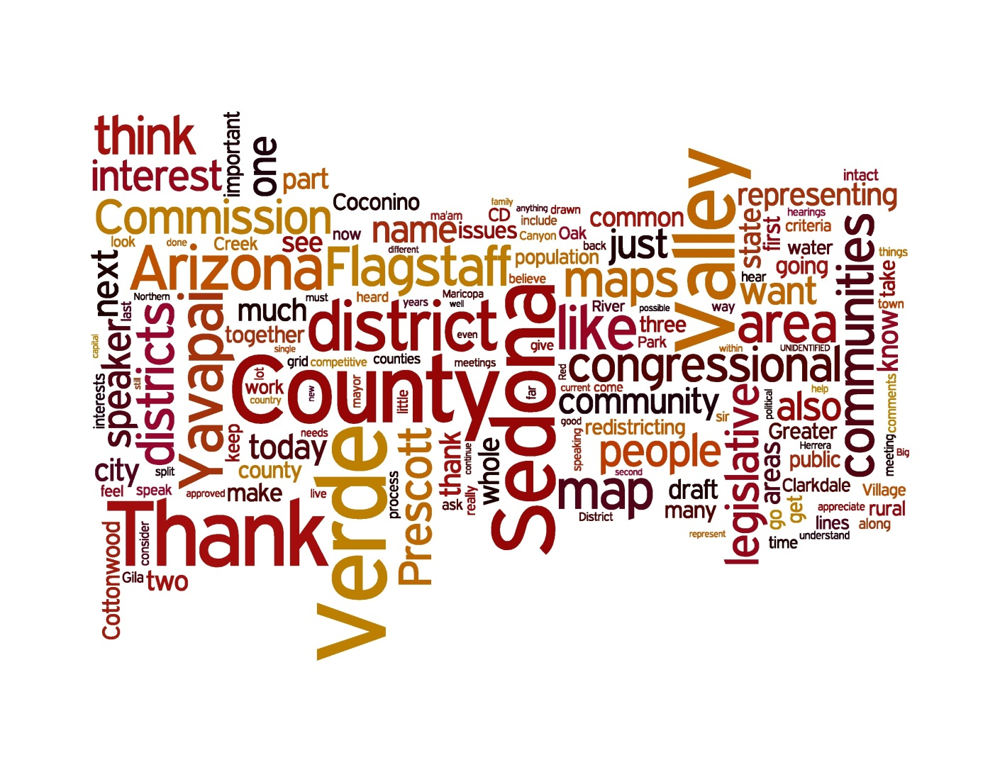 think
interest
important
one
part
Commission
Coconino
look
done
Creek
see
now
name
ma'am
issues
CD
family
anything
drawn
include
Canyon
Oak
common
back
just
different
Arizona
Flagstaff
population
believe
maps
valley
representing
intact
state
first
hearings
criteria
water
going
hear
want
communities
things
take
town
know
next
last
Northern
speaker
districts
Yavapai
much
must
together
single
heard
years
Maricopa
well
district
even
Sedona
give
like
River
possible
three
Park
way
area
within
UNIDENTIFIED
congressional
capital
interests
still
grid
competitive
counties
meetings
County
lot
work
country
new
mayor
little
far
Red
current
come
community
good
sir
help
political
also
Greater
Herrera
public
comments
meeting
Big
city
split
feel
speak
keep
today
needs
county
approved
make
live
Verde
process
Prescott
thank
continue
whole
ask
really
speaking
redistricting
people
second
map
District
draft
many
represent
legislative
areas
Clarkdale
go
get
Village
appreciate
rural
lines
along
understand
time
Thank
Cottonwood
consider
Gila
two